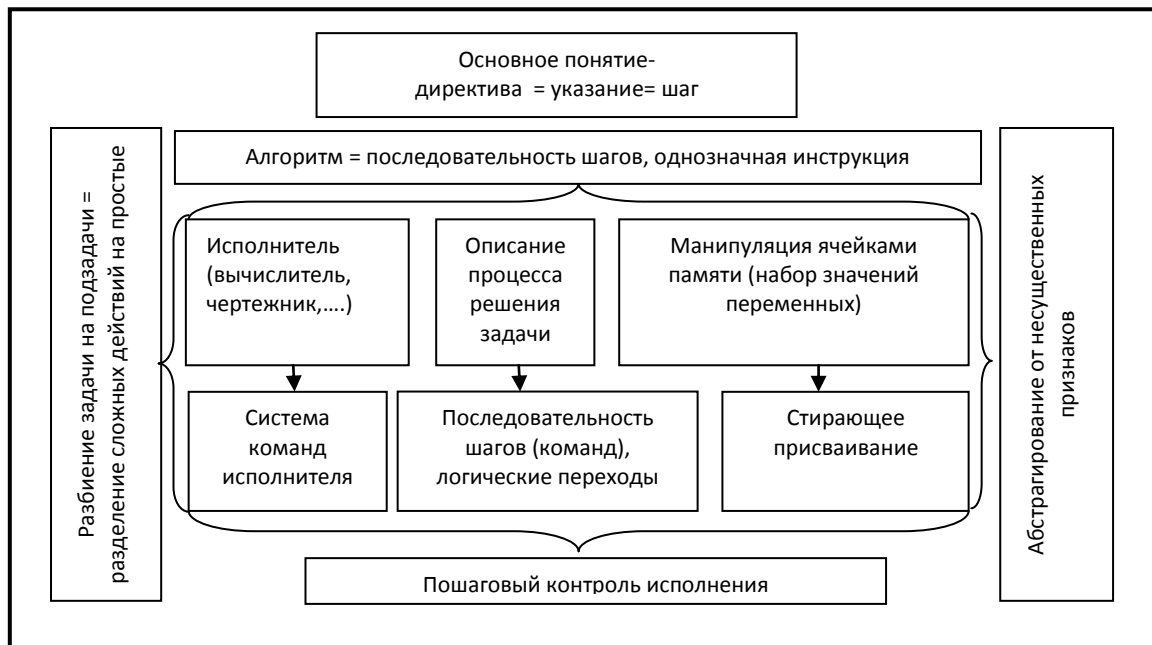 Основное понятие-
директива = указание= шаг
Алгоритм = последовательность шагов, однозначная инструкция
Разбиение задачи на подзадачи =
разделение сложных действий на простые
Исполнитель
(вычислитель,
чертежник,….)
Описание
процесса
решения
задачи
Манипуляция ячейками
памяти (набор значений
переменных)
Система
команд
исполнителя
Последовательность
шагов (команд),
логические переходы
Стирающее
присваивание
Абстрагирование от несущественных
признаков
Пошаговый контроль исполнения